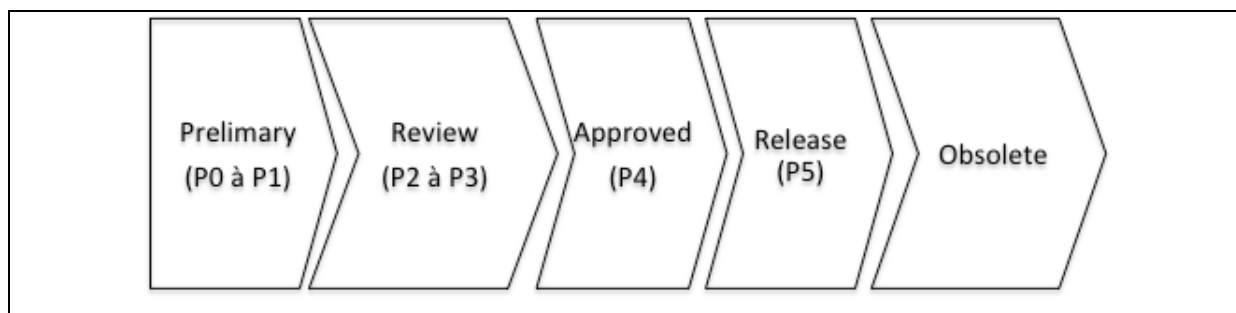 Prelimary
(P0 à P1)
Review
(P2 à P3)
Approved
(P4)
Release
(P5)
Obsolete